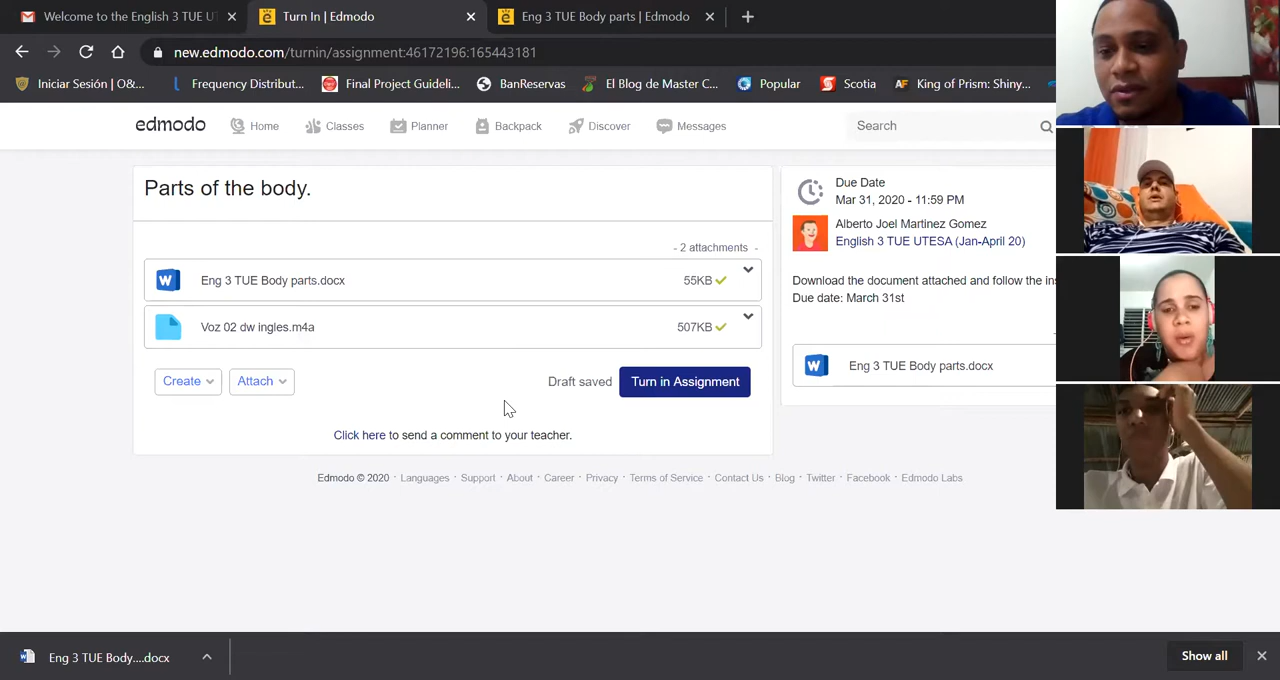 Welcome to the English 3 TUE U
Turn In | Edmodo
Eng 3 TUE Body parts | Edmodo
new.edmodo.com/turnin/assignment:46172196:165443181
Iniciar Sesión | O&...
Frequency Distribut...
Final Project Guideli...
BanReservas
El Blog de Master C...
Popular
Scotia
King of Prism: Shiny...
edmodo
Home
Classes
Planner
Backpack
Discover
Messages
Search
Parts of the body.
- 2 attachments -
Eng 3 TUE Body parts.docx
55KB
Voz 02 dw ingles.m4a
507KB
Create
Attach
Draft saved
Turn in Assignment
Click here to send a comment to your teacher.
Due Date
Mar 31, 2020 - 11:59 PM
Alberto Joel Martinez Gomez
English 3 TUE UTESA (Jan-April 20)
Download the document attached and follow the ins
Due date: March 31st
Eng 3 TUE Body parts.docx
Edmodo © 2020 · Languages · Support · About · Career · Privacy · Terms of Service · Contact Us · Blog · Twitter · Facebook · Edmodo Labs
Eng 3 TUE Body....docx
Show all